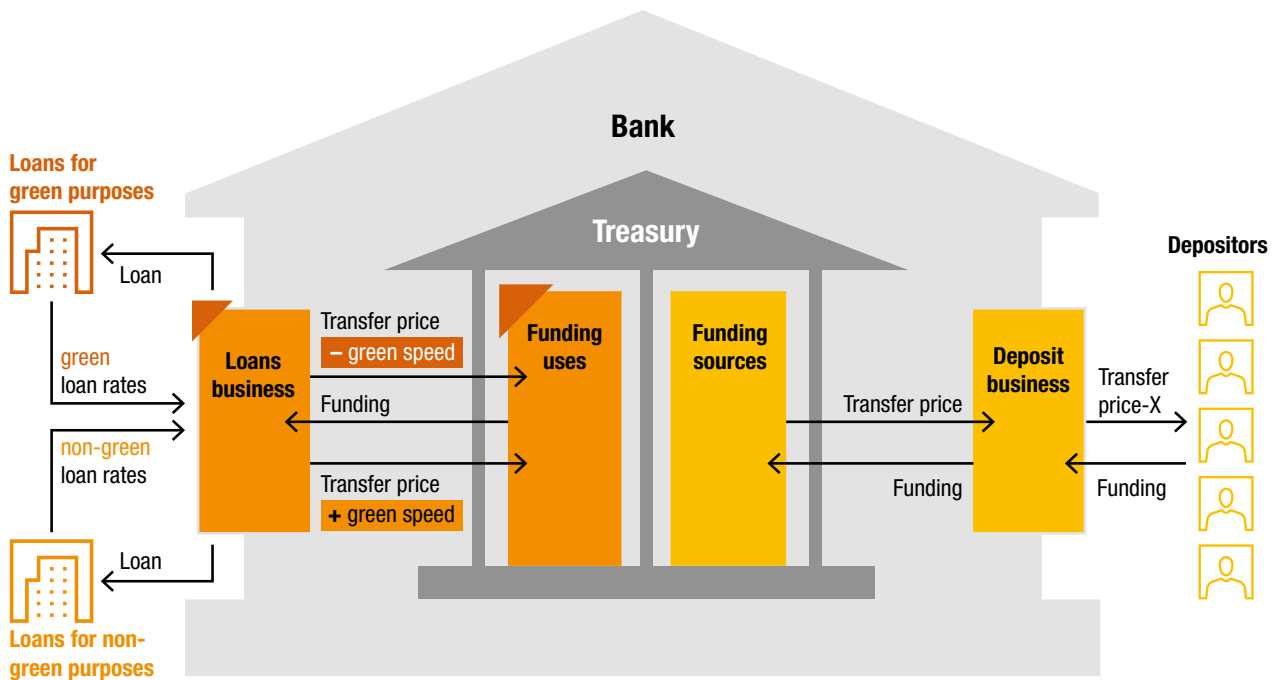 Bank
Treasury
Loans for
green purposes
Loan
green
loan rates
non-green
loan rates
Loan
Loans for non-
green purposes
Loans
business
Transfer price
– green speed
Funding
Transfer price
+ green speed
Funding
uses
Funding
sources
Transfer price
Funding
Deposit
business
Transfer
price-X
Funding
Depositors